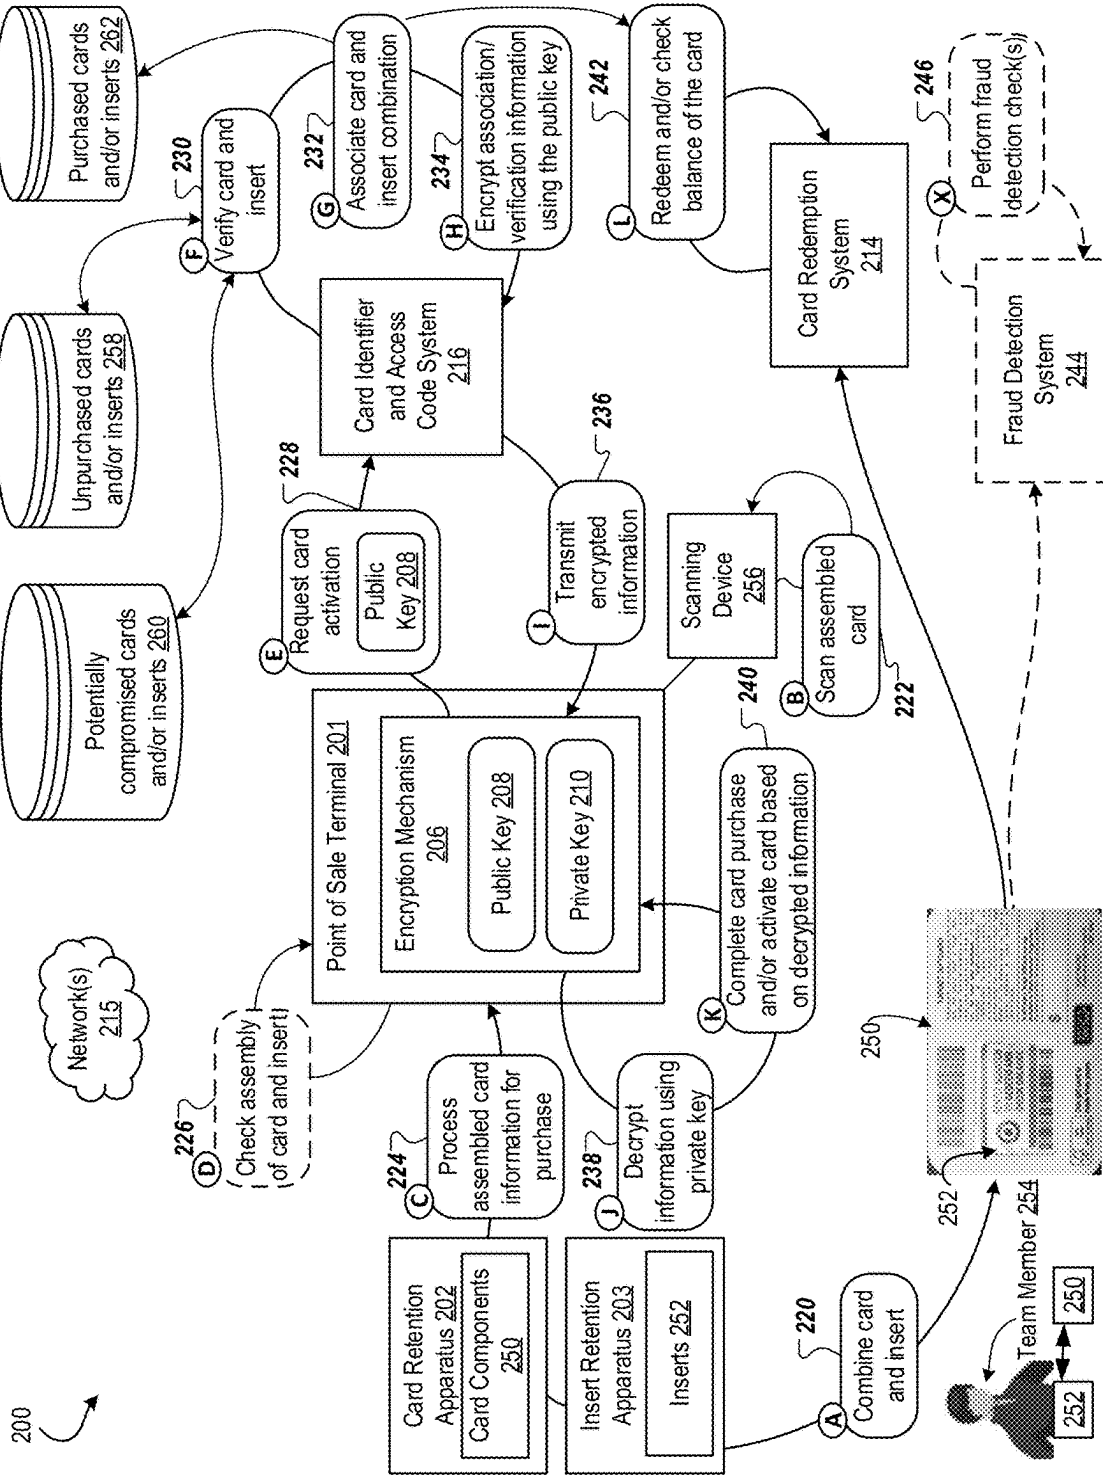 200
Network(s)
215
Potentially
compromised cards
and/or inserts 260
Unpurchased cards
and/or inserts 258
Purchased cards
and/or inserts 262
226
D
Check assembly
of card and insert
F
230
Verify card and
insert
Card Retention
Apparatus 202
Card Components
250
C
224
Process
assembled card
information for
purchase
Point of Sale Terminal 201
Encryption Mechanism
206
Public Key 208
Private Key 210
E
228
Request card
activation
Public
Key 208
Card Identifier
and Access
Code System
216
G
232
Associate card and
insert combination
H
234
Encrypt association/
verification information
using the public key
Insert Retention
Apparatus 203
Inserts 252
J
238
Decrypt
information using
private key
I
236
Transmit
encrypted
information
L
242
Redeem and/or check
balance of the card
K
240
Complete card purchase
and/or activate card based
on decrypted information
Scanning
Device
256
B
Scan assembled
card
222
Card Redemption
System
214
A
220
Combine card
and insert
Team Member 254
252
250
252
250
X
246
Perform fraud
detection check(s)
Fraud Detection
System
244